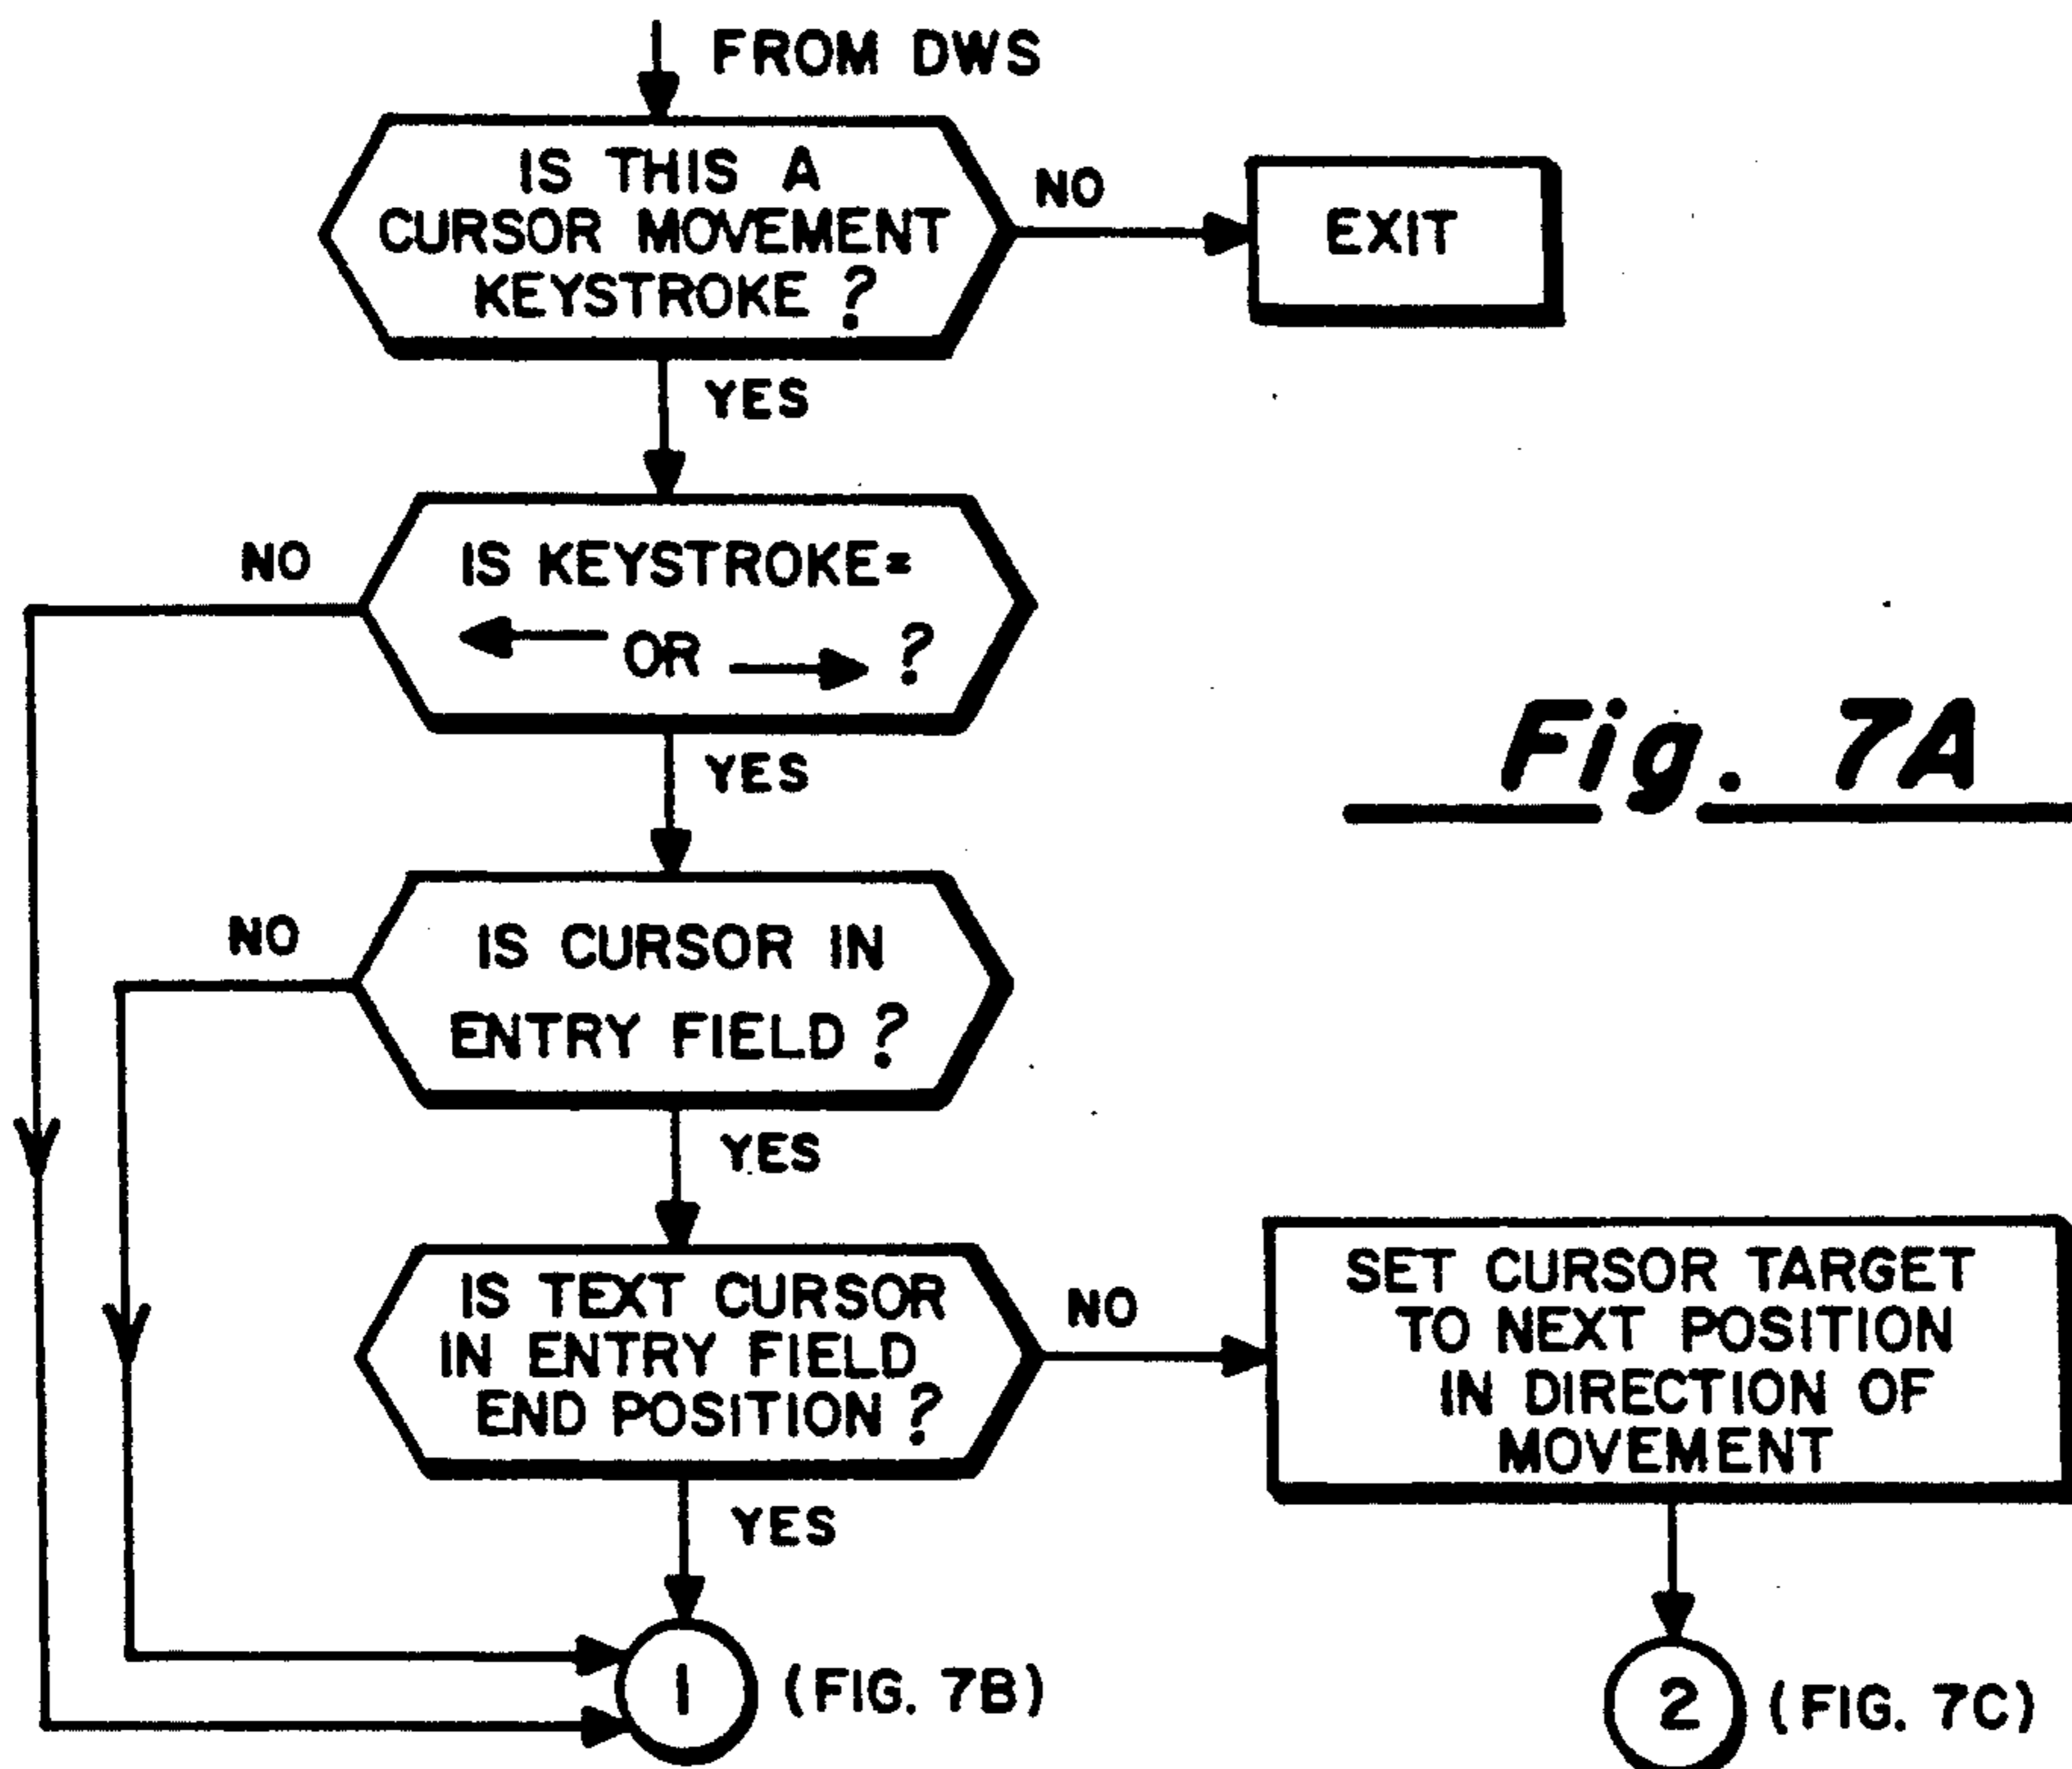 FROM DWS
IS THIS A
CURSOR MOVEMENT
KEYSTROKE ?
NO
EXIT
YES
NO
IS KEYSTROKE=
← OR → ?
YES
Fig. 7A
NO
IS CURSOR IN
ENTRY FIELD ?
YES
IS TEXT CURSOR
IN ENTRY FIELD
END POSITION ?
NO
SET CURSOR TARGET
TO NEXT POSITION
IN DIRECTION OF
MOVEMENT
YES
1 (FIG. 7B)
2 (FIG. 7C)